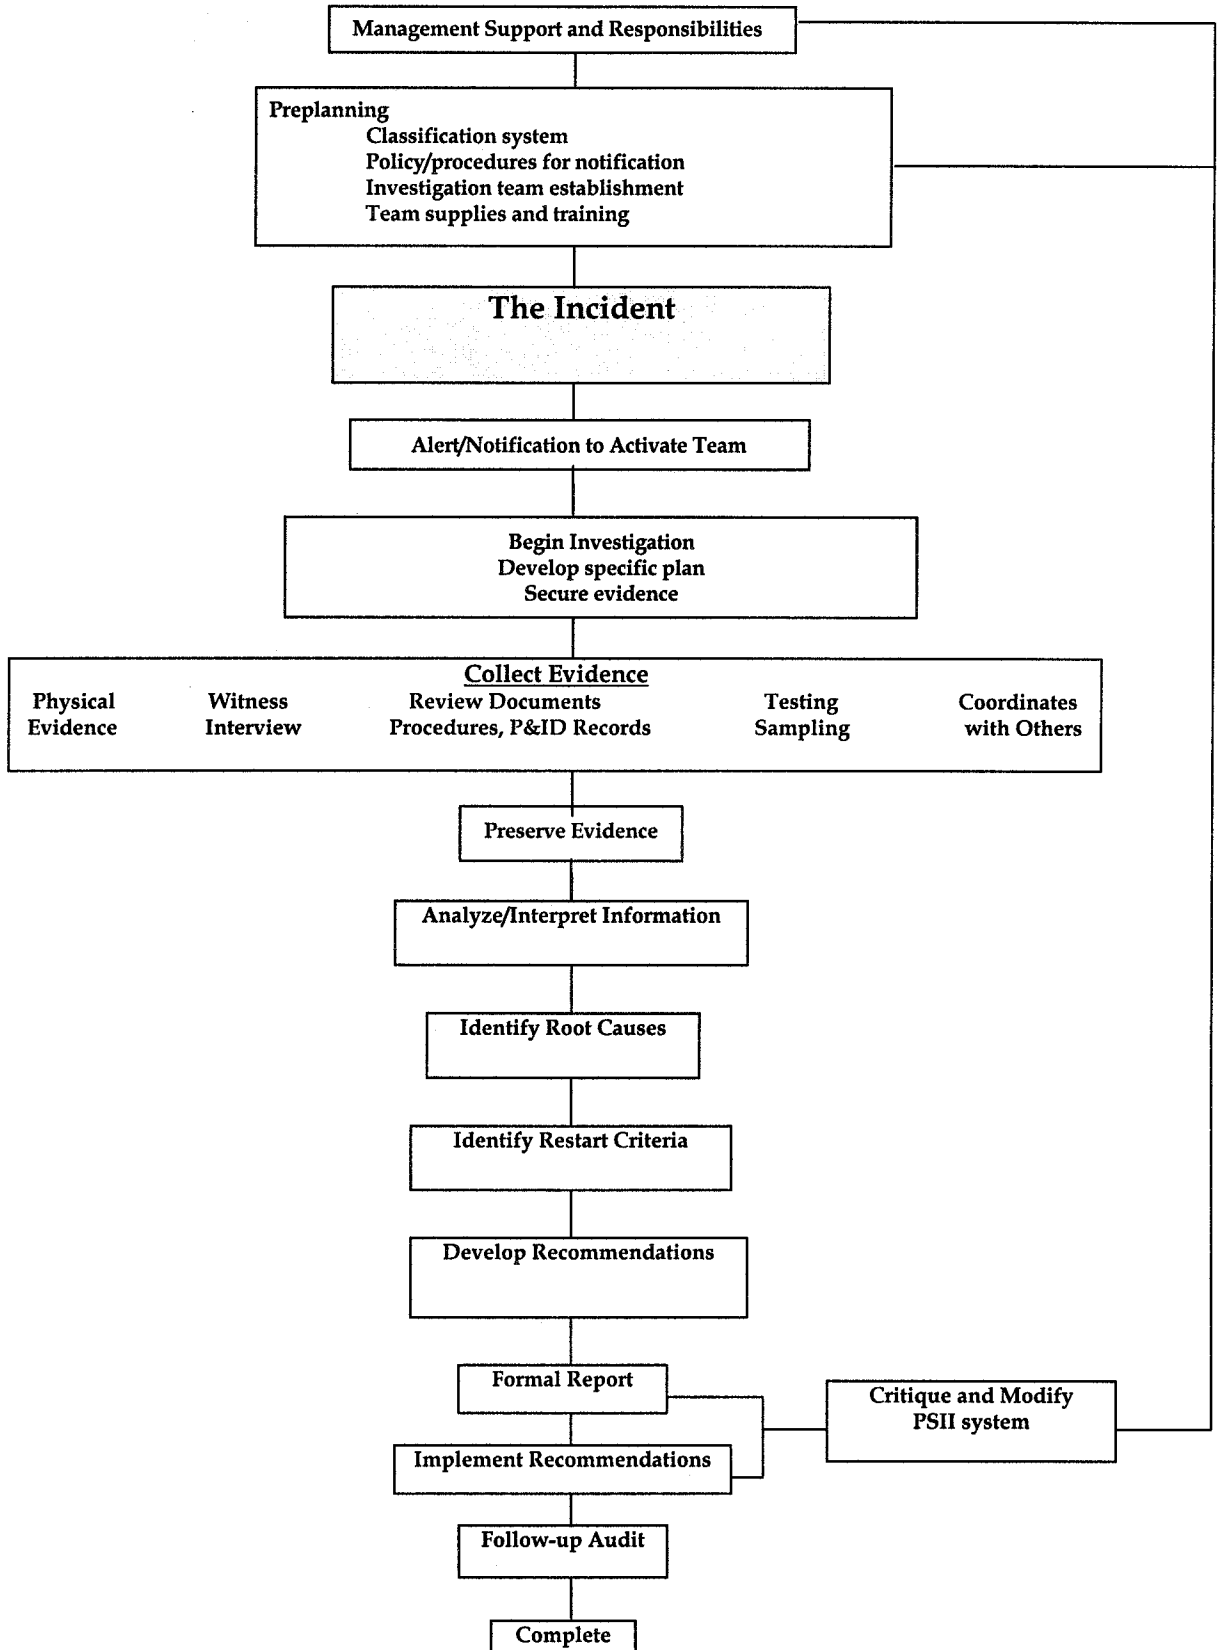 Management Support and Responsibilities
Preplanning
Classification system
Policy/procedures for notification
Investigation team establishment
Team supplies and training
The Incident
Alert/Notification to Activate Team
Begin Investigation
Develop specific plan
Secure evidence
Collect Evidence
Physical Witness Review Documents Testing Coordinates
Evidence Interview Procedures, P&ID Records Sampling with Others
Preserve Evidence
Analyze/Interpret Information
Identify Root Causes
Identify Restart Criteria
Develop Recommendations
Formal Report
Critique and Modify
PSII system
Implement Recommendations
Follow-up Audit
Complete